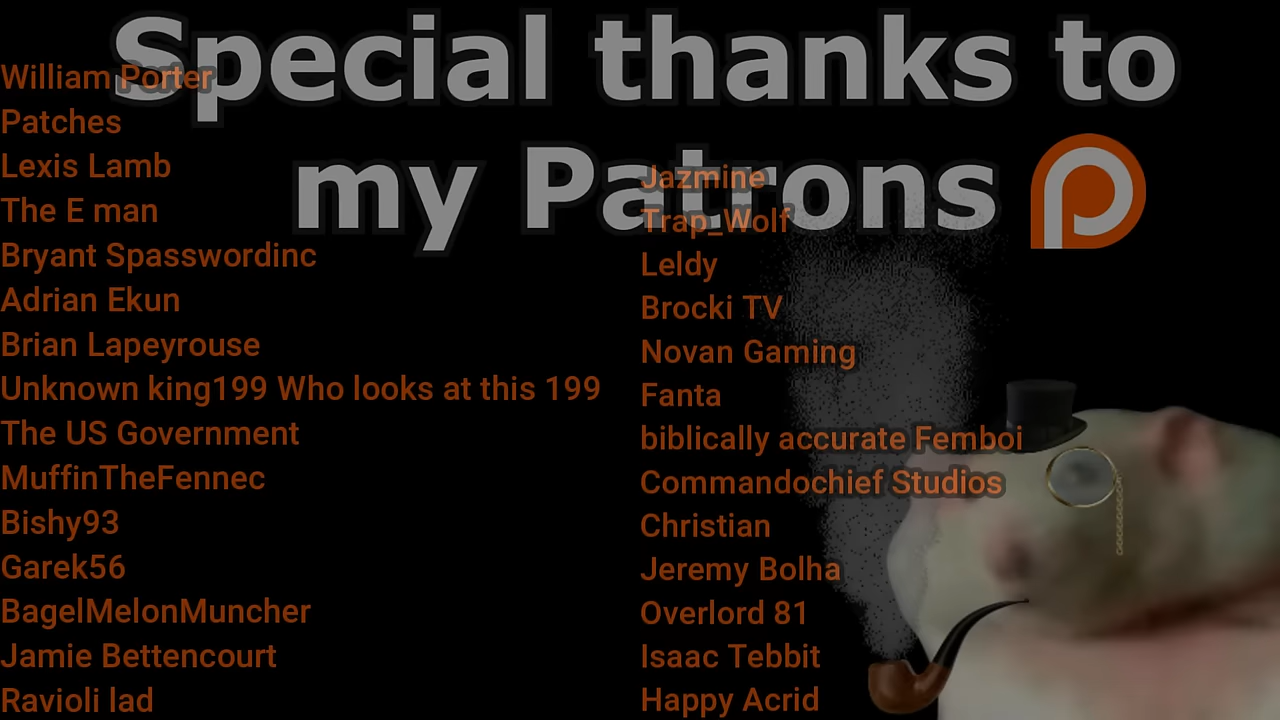 Special thanks to
my Patrons
William Porter
Patches
Lexis Lamb
The E man
Bryant Spasswordinc
Adrian Ekun
Brian Lapeyrouse
Unknown king199 Who looks at this 199
The US Government
MuffinTheFennec
Bishy93
Garek56
BagelMelonMuncher
Jamie Bettencourt
Ravioli lad
Jazmine
Trap_Wolf
Leldy
Brocki TV
Novan Gaming
Fanta
biblically accurate Femboi
Commandochief Studios
Christian
Jeremy Bolha
Overlord 81
Isaac Tebbit
Happy Acrid